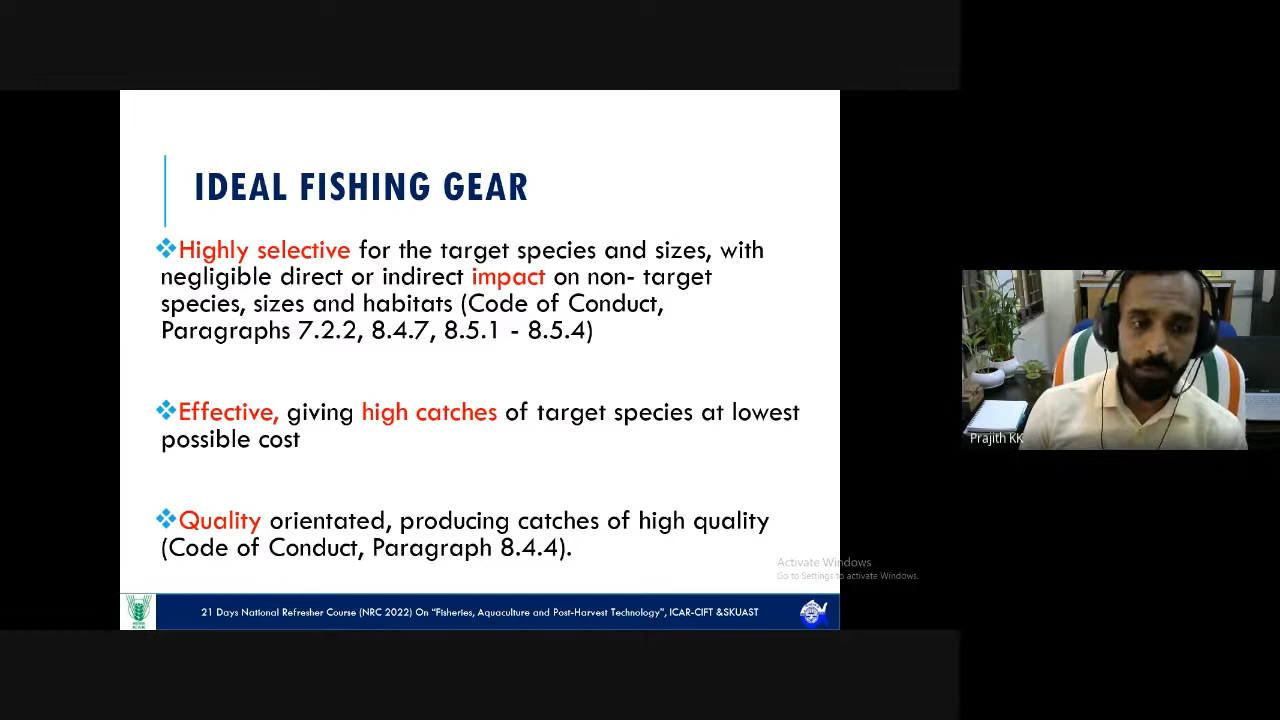 IDEAL FISHING GEAR
❖Highly selective for the target species and sizes, with
negligible direct or indirect impact on non- target
species, sizes and habitats (Code of Conduct,
Paragraphs 7.2.2, 8.4.7, 8.5.1 - 8.5.4)
❖Effective, giving high catches of target species at lowest
possible cost
❖Quality orientated, producing catches of high quality
(Code of Conduct, Paragraph 8.4.4).
Activate Windows
Go to Settings to activate Windows.
21 Days National Refresher Course (NRC 2022) On "Fisheries, Aquaculture and Post-Harvest Technology", ICAR-CIFT &SKUAST
Prajith KK